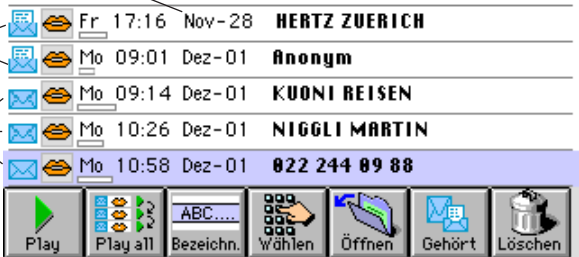 Fr 17:16 Nov-28 HERTZ ZUERICH
Mo 09:01 Dez-01 Anonym
Mo 09:14 Dez-01 KUONI REISEN
Mo 10:26 Dez-01 NIGGLI MARTIN
Mo 10:58 Dez-01 022 244 09 88
ABC....
Play Play all Bezeichn. Wählen Öffnen Gehört Löschen